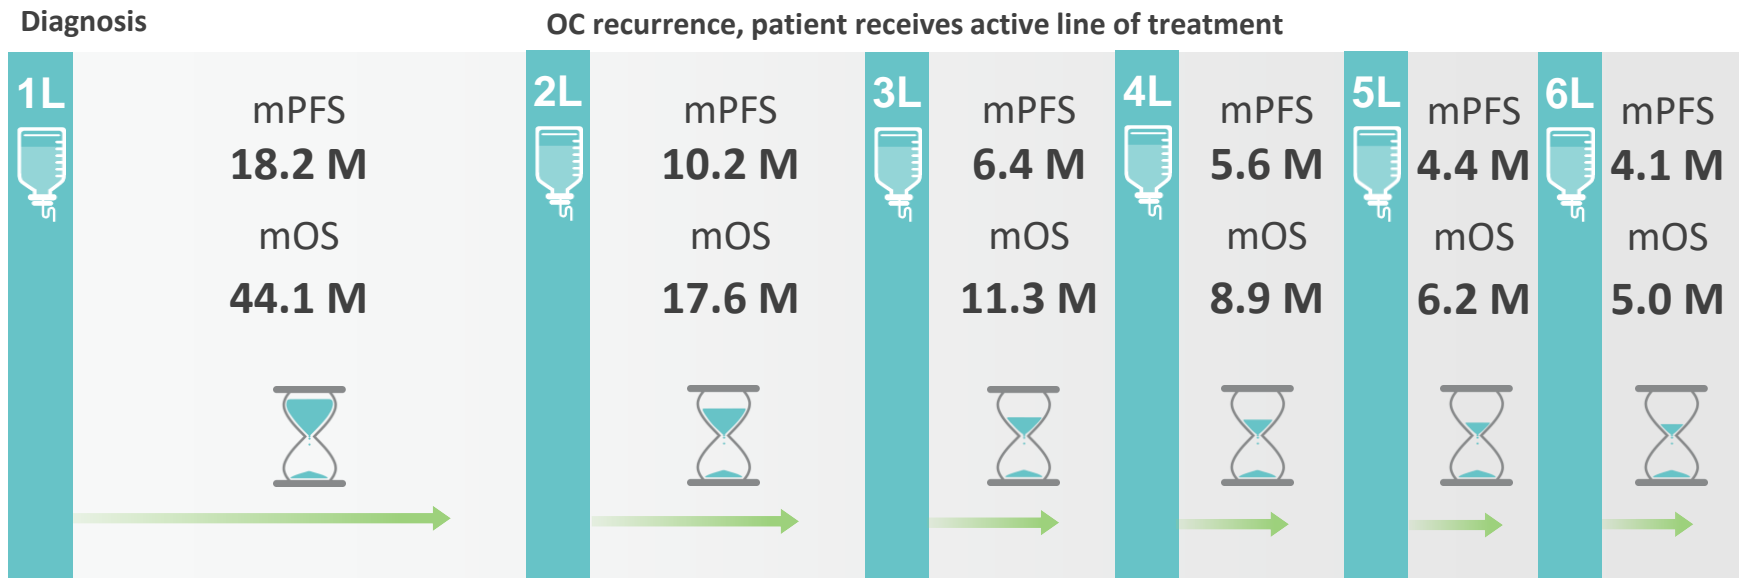 Diagnosis
OC recurrence, patient receives active line of treatment
1L
mPFS
18.2 M
mOS
44.1 M
2L
mPFS
10.2 M
mOS
17.6 M
3L
mPFS
6.4 M
mOS
11.3 M
4L
mPFS
5.6 M
mOS
8.9 M
5L
mPFS
4.4 M
mOS
6.2 M
6L
mPFS
4.1 M
mOS
5.0 M